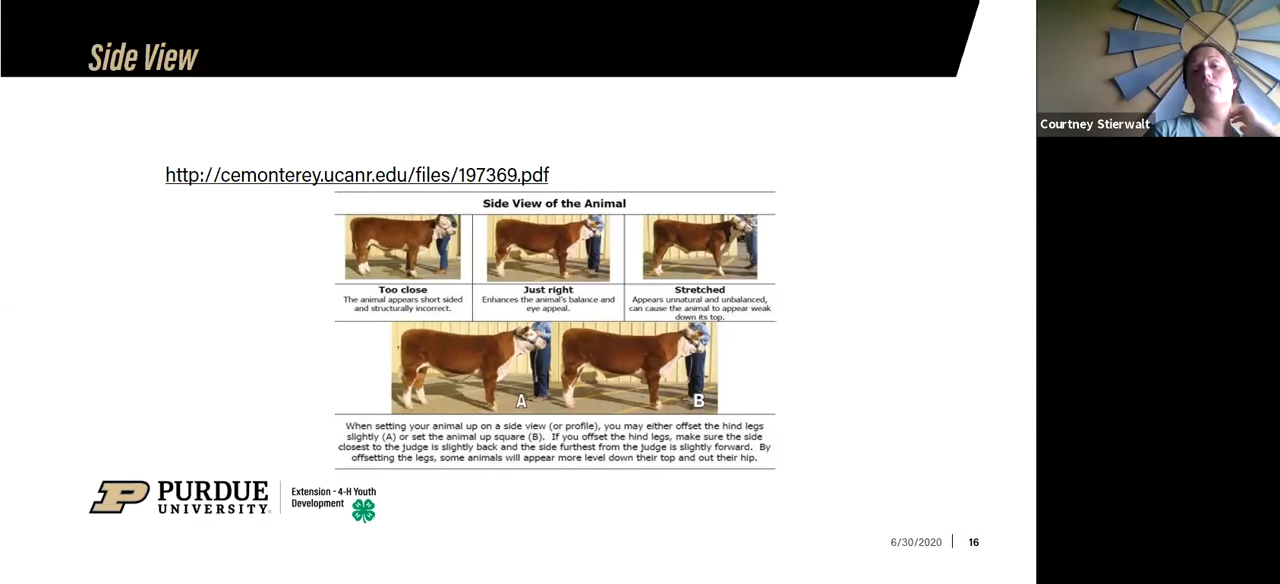 Side View
Courtney Stierwalt
http://cemonterey.ucanr.edu/files/197369.pdf
Side View of the Animal
Too close
The animal appears short sided
and structurally incorrect.
Just right
Enhances the animal's balance and
eye appeal.
Stretched
Appears unnatural and unbalanced,
can cause the animal to appear weak
down its top.
A
B
When setting your animal up on a side view (or profile), you may either offset the hind legs
slightly (A) or set the animal up square (B). If you offset the hind legs, make sure the side
closest to the judge is slightly back and the side furthest from the judge is slightly forward. By
offsetting the legs, some animals will appear more level down their top and out their hip.
P PURDUE
UNIVERSITY®
Extension - 4-H Youth
Development
6/30/2020 | 16